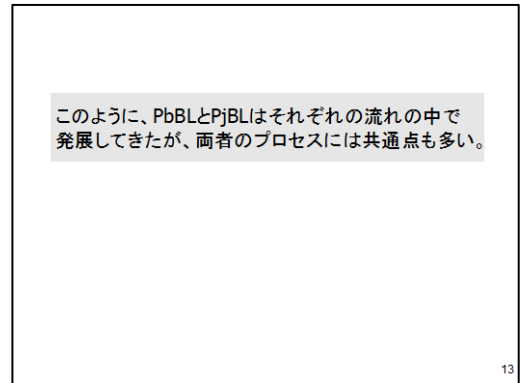 このように、PbBLとPjBLはそれぞれの流れの中で
発展してきたが、両者のプロセスには共通点も多い。
13